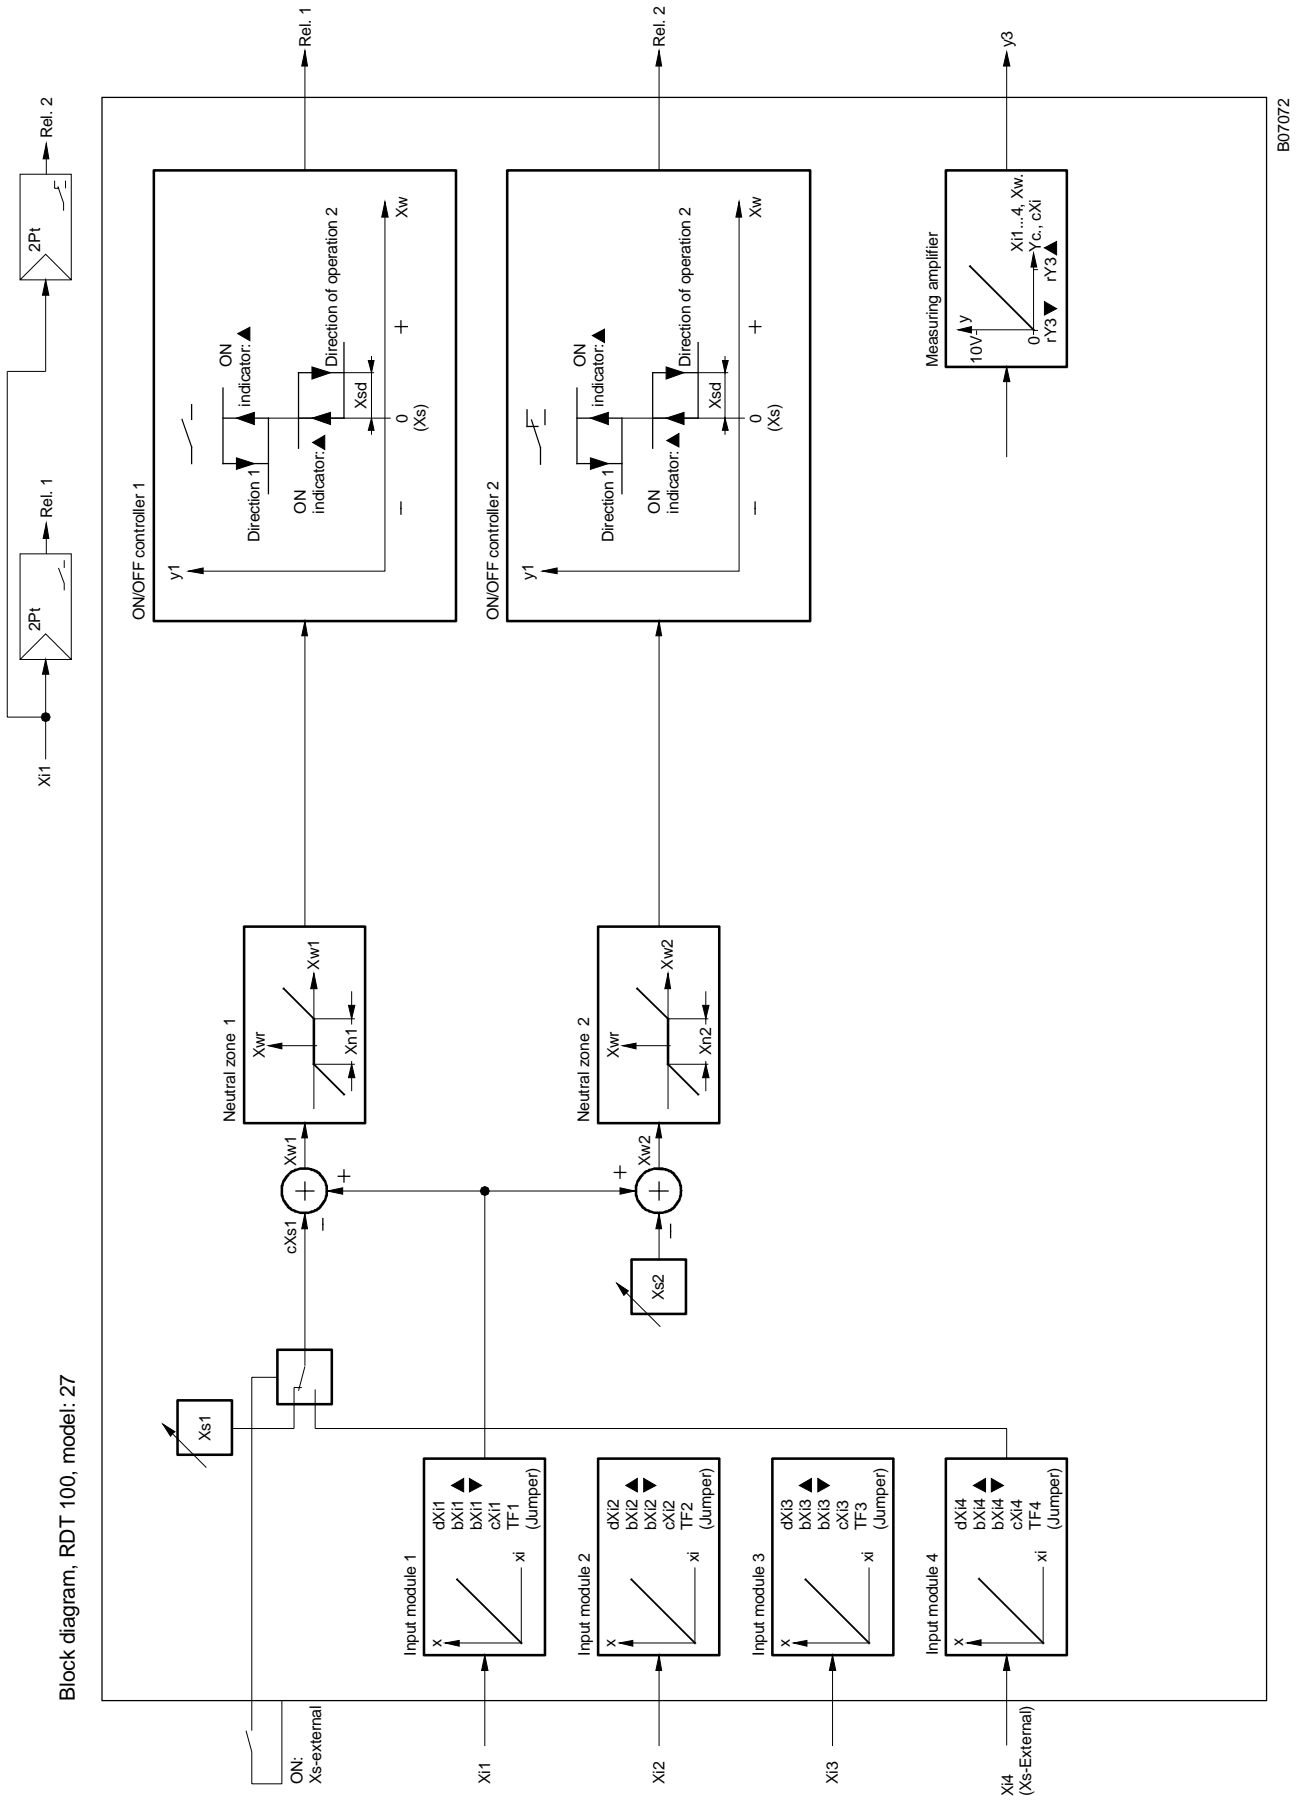 Block diagram, RDT 100, model: 27
Xi1
2Pt
Rel. 1
2Pt
Rel. 2
ON:
Xs-external
Xs1
cXs1
–
+
+
Xw1
Neutral zone 1
Xwr
Xw1
Xn1
ON/OFF controller 1
y1
Direction 1
ON
indicator:▲
ON
indicator:▲
Direction of operation 2
Xsd
–
0
(Xs)
+
Xw
Rel. 1
Xi1
Input module 1
x
xi
dXi1
bXi1 ▲
bXi1 ▼
cXi1
TF1
(Jumper)
Xs2
–
+
+
Xw2
Neutral zone 2
Xwr
Xw2
Xn2
ON/OFF controller 2
y1
Direction 1
ON
indicator:▲
ON
indicator:▲
Direction of operation 2
Xsd
–
0
(Xs)
+
Xw
Rel. 2
Xi2
Input module 2
x
xi
dXi2
bXi2 ▲
bXi2 ▼
cXi2
TF2
(Jumper)
Xi3
Input module 3
x
xi
dXi3
bXi3 ▲
bXi3 ▼
cXi3
TF3
(Jumper)
Xi4
(Xs-External)
Input module 4
x
xi
dXi4
bXi4 ▲
bXi4 ▼
cXi4
TF4
(Jumper)
Measuring amplifier
10V
y
0
Xi1...4, Xw.
Yc., cXi
rY3▼ rY3▲
y3
B07072